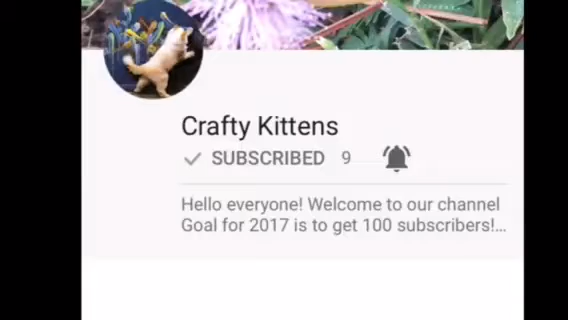 Crafty Kittens
SUBSCRIBED 9
Hello everyone! Welcome to our channel
Goal for 2017 is to get 100 subscribers!...